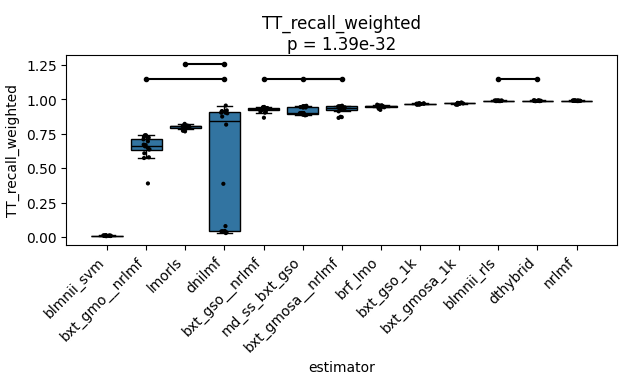 TT_recall_weighted
p = 1.39e-32
TT_recall_weighted
1.25
1.00
0.75
0.50
0.25
0.00
blmnii_svm
bxt_gmo__nrlmf
lmorls
dnilmf
bxt_gso__nrlmf
md_ss_bxt_gso
bxt_gmosa__nrlmf
brf_lmo
bxt_gso_1k
bxt_gmosa_1k
blmnii_rls
dthybrid
nrlmf
estimator